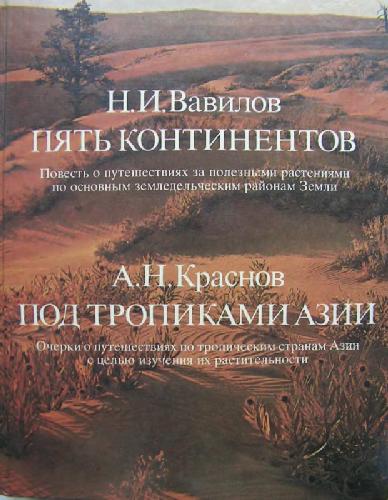 Н.И.Вавилов
ПЯТЬ КОНТИНЕНТОВ
Повесть о путешествиях за полезными растениями
по основным земледельческим районам Земли
А.Н.Краснов
ПОД ТРОПИКАМИ АЗИИ
Очерки о путешествиях по тропическим странам Азии
с целью изучения их растительности